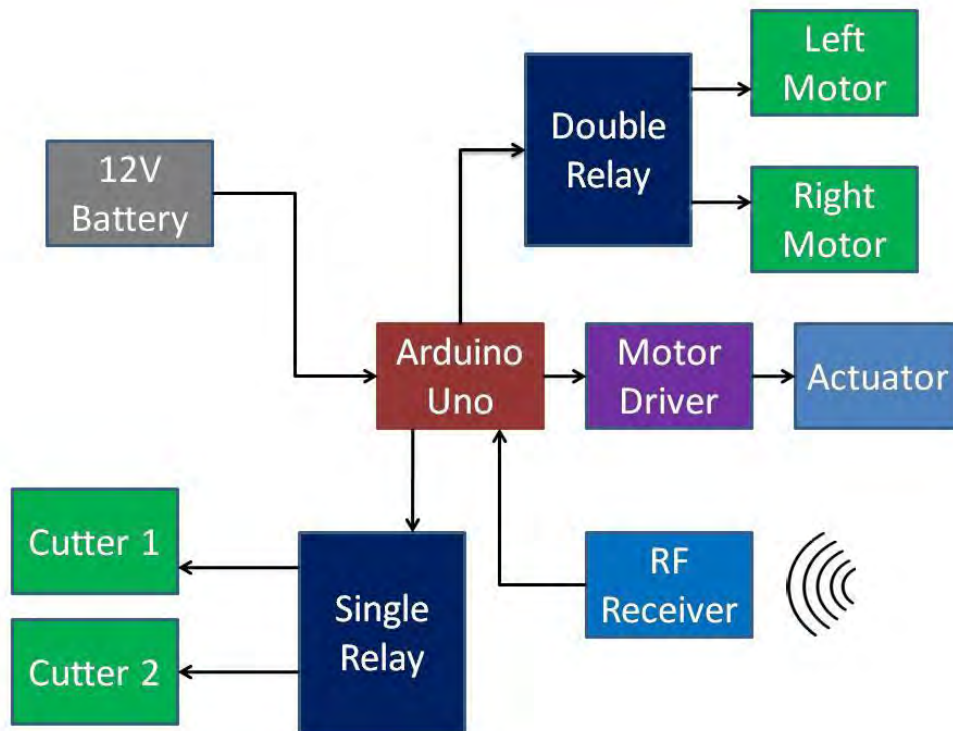 Left
Motor
Double
Relay
12V
Battery
Right
Motor
Arduino
Uno
Motor
Driver
Actuator
Cutter 1
RF
Receiver
Single
Relay
Cutter 2